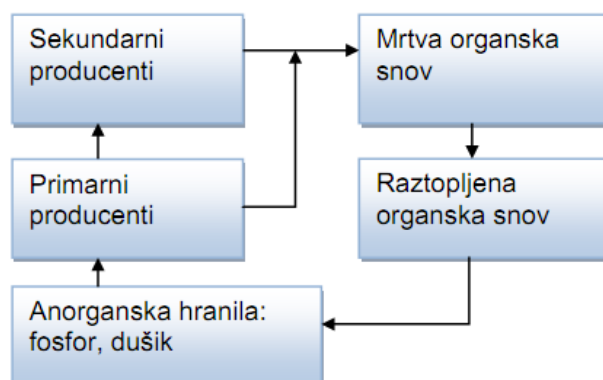 Sekundarni
producenti
Mrtva organska
snov
Primarni
producenti
Raztopljena
organska snov
Anorganska hranila:
fosfor, dušik